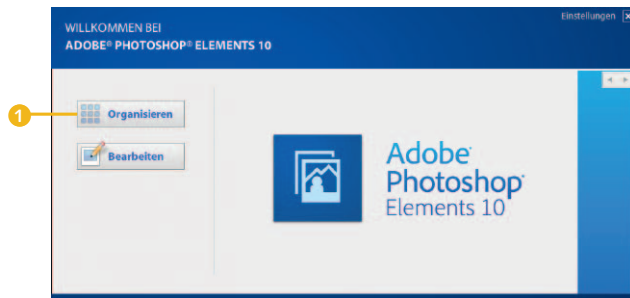 WILLKOMMEN BEI
ADOBE® PHOTOSHOP® ELEMENTS 10
Einstellungen
1
Organisieren
Bearbeiten
Adobe
Photoshop
Elements 10